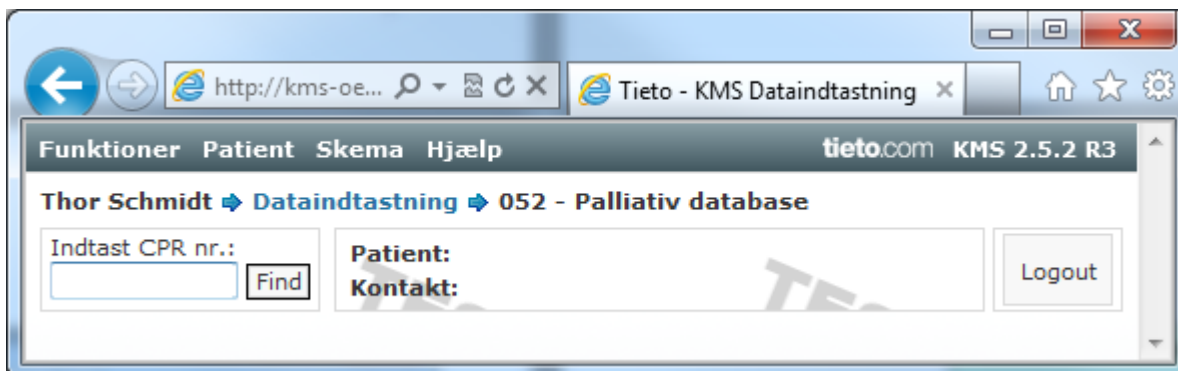 http://kms-oe...
Tieto - KMS Dataindtastning
Funktioner Patient Skema Hjælp tieto.com KMS 2.5.2 R3
Thor Schmidt Dataindtastning 052 - Palliativ database
Indtast CPR nr.:
Find
Patient:
Kontakt:
Logout